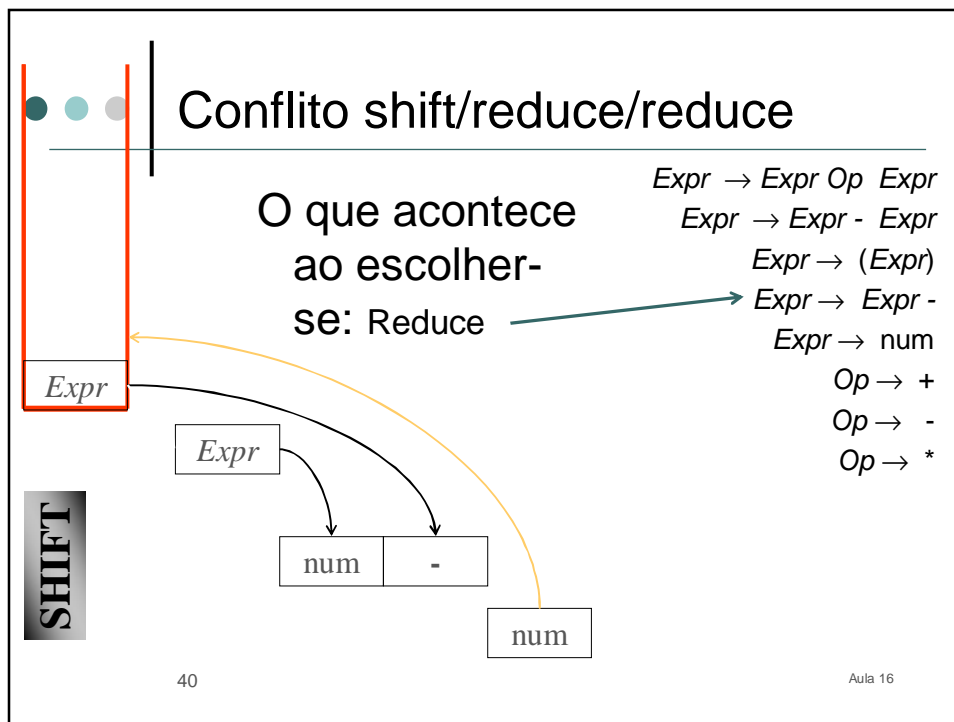 Conflito shift/reduce/reduce
O que acontece
ao escolher-
se: Reduce
Expr → Expr Op Expr
Expr → Expr - Expr
Expr → (Expr)
Expr → Expr -
Expr → num
Op → +
Op → -
Op → *
Expr
Expr
num -
num
SHIFT
40
Aula 16